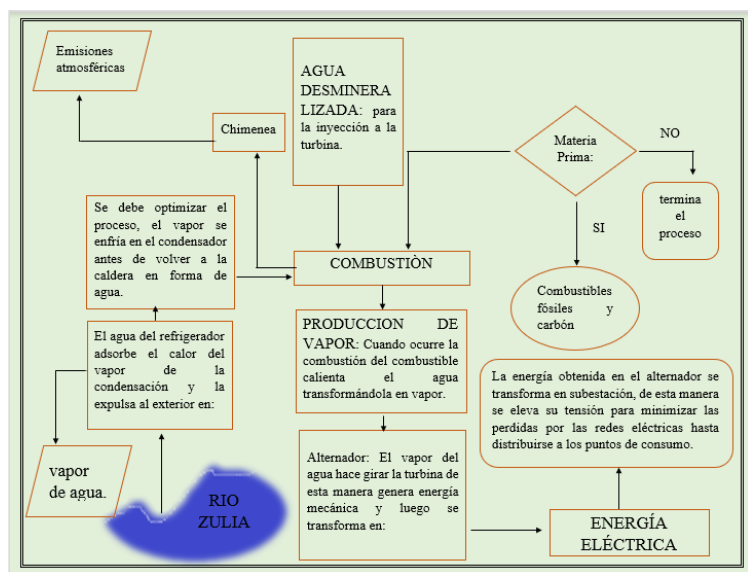 Emisiones
atmosféricas
AGUA
DESMINERA
LIZADA: para
la inyección a la
turbina.
Chimenea
Materia
Prima:
NO
termina
el
proceso
SI
Combustibles
fósiles y
carbón
Se debe optimizar el
proceso, el vapor se
enfría en el condensador
antes de volver a la
caldera en forma de
agua.
COMBUSTIÒN
El agua del refrigerador
adsorbe el calor del
vapor de la
condensación y la
expulsa al exterior en:
PRODUCCION DE
VAPOR: Cuando ocurre la
combustión del combustible
calienta el agua
transformándola en vapor.
La energía obtenida en el alternador se
transforma en subestación, de esta manera
se eleva su tensión para minimizar las
perdidas por las redes eléctricas hasta
distribuirse a los puntos de consumo.
vapor
de agua.
RIO
ZULIA
Alternador: El vapor del
agua hace girar la turbina de
esta manera genera energía
mecánica y luego se
transforma en:
ENERGÍA
ELÉCTRICA